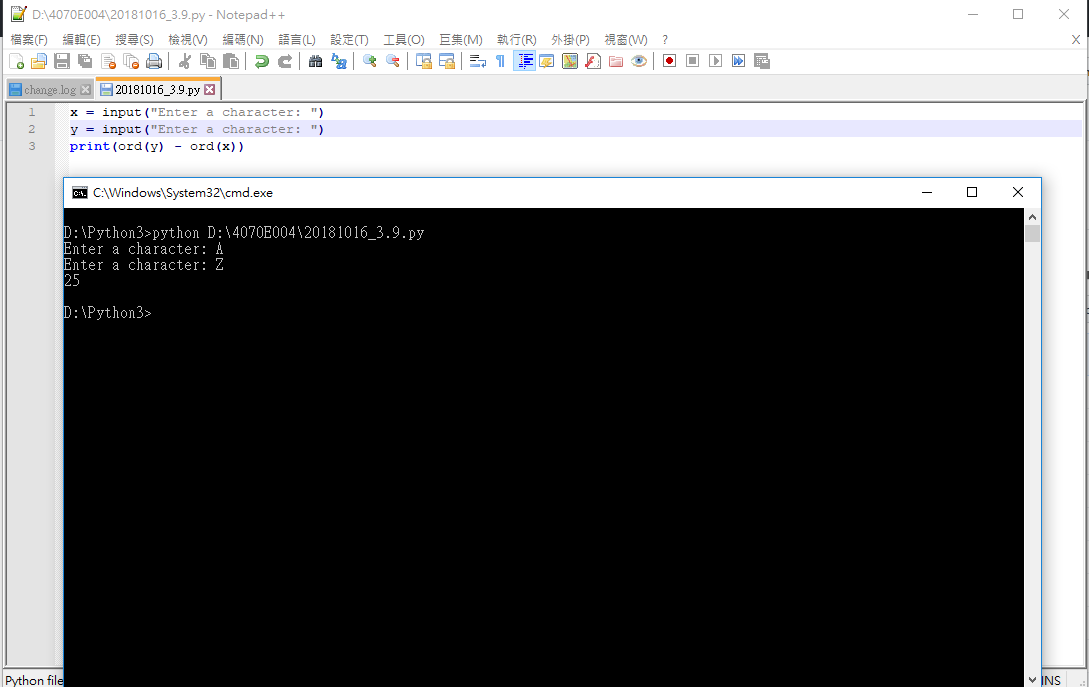 D:\4070E004\20181016_3.9.py - Notepad++
檔案(F) 編輯(E) 搜尋(S) 檢視(V) 編碼(N) 語言(L) 設定(T) 工具(O) 巨集(M) 執行(R) 外掛(P) 視窗(W) ? X
change.log 20181016_3.9.py
1 x = input("Enter a character: ")
2 y = input("Enter a character: ")
3 print(ord(y) - ord(x))
C:\Windows\System32\cmd.exe
D:\Python3>python D:\4070E004\20181016_3.9.py
Enter a character: A
Enter a character: Z
25
D:\Python3>
Python file INS